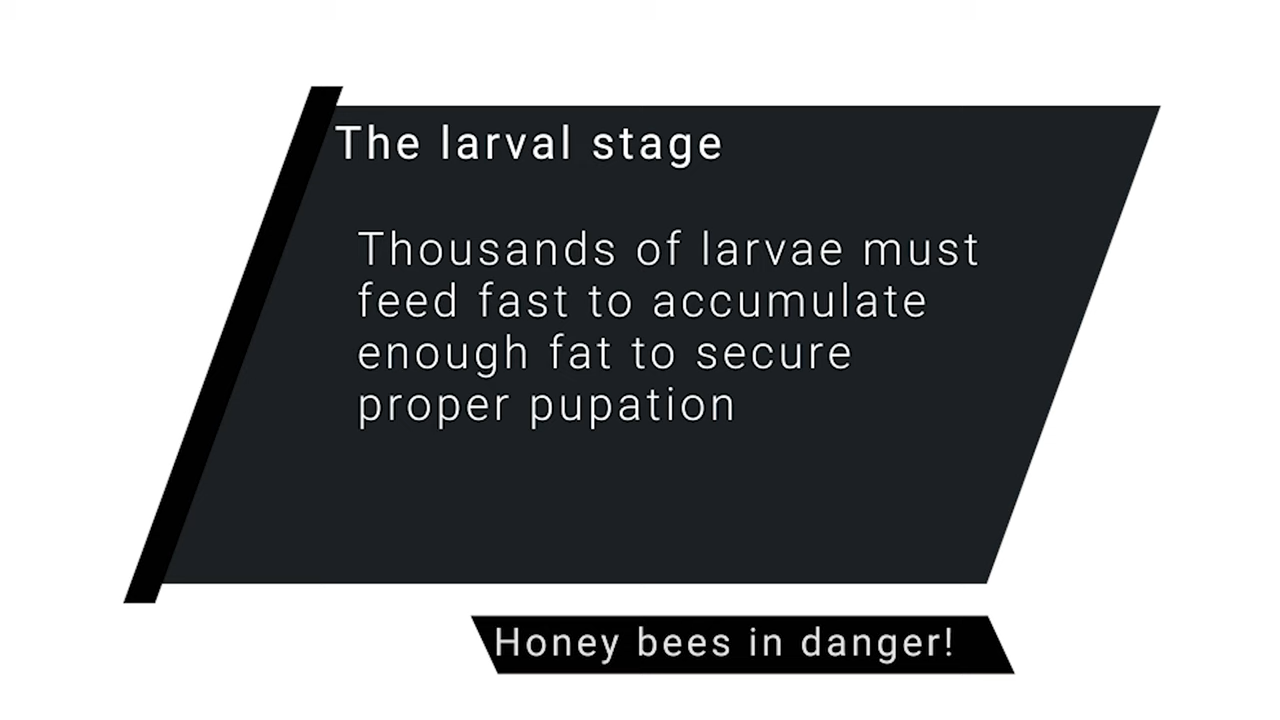 The larval stage
Thousands of larvae must
feed fast to accumulate
enough fat to secure
proper pupation
Honey bees in danger!